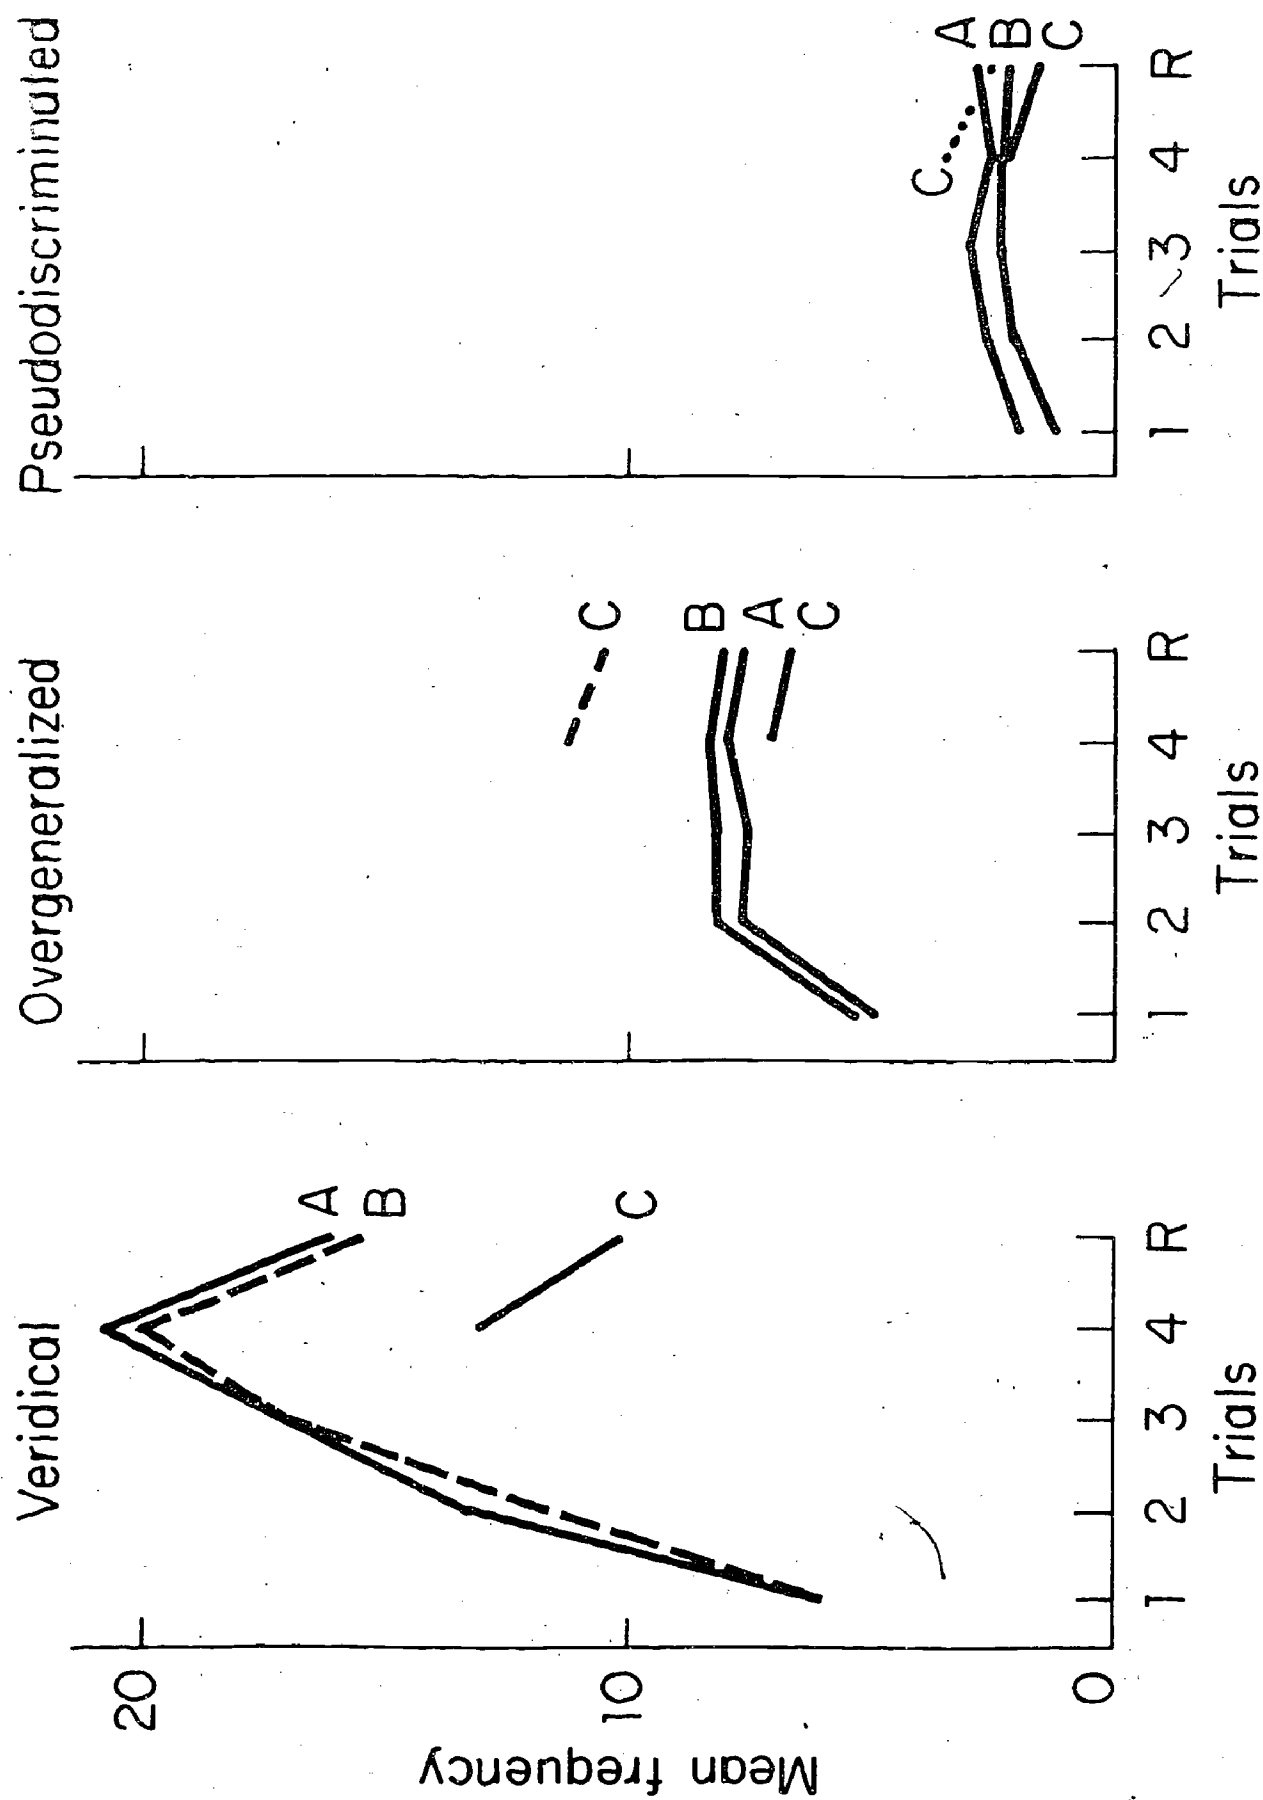 Veridical
Overgeneralized
Pseudodiscriminated
Mean frequency
20
10
0
A
B
C
1 2 3 4 R
Trials
C
B
A
C
1 2 3 4 R
Trials
C
A
B
C
1 2 3 4 R
Trials